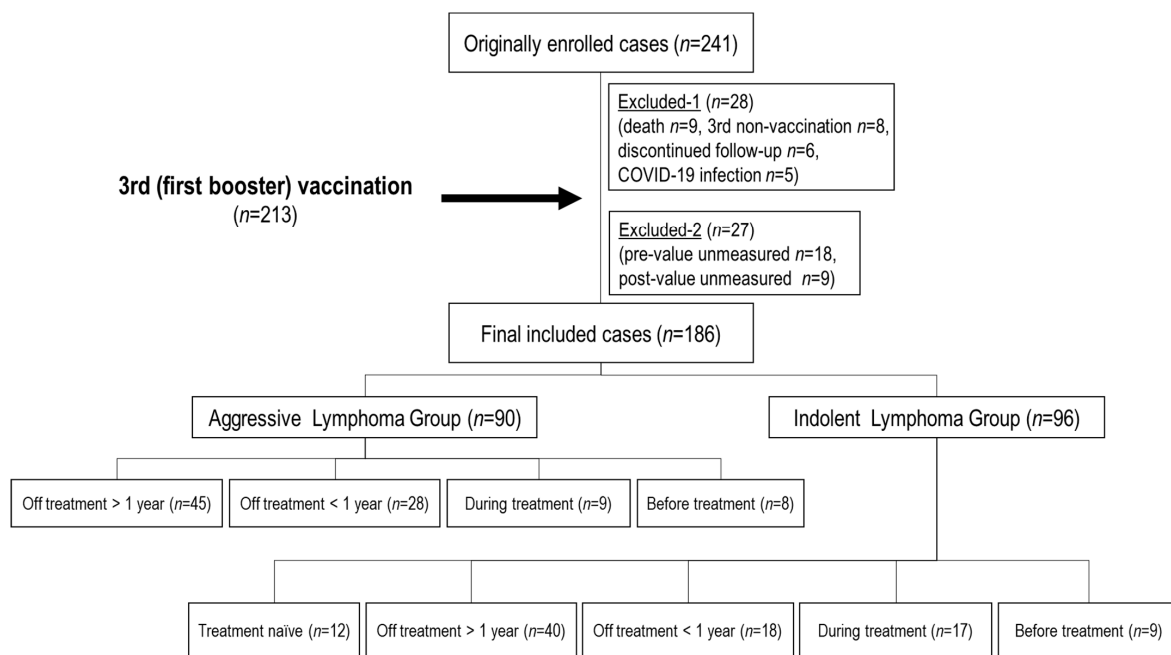 Originally enrolled cases (n=241)
Excluded-1 (n=28)
(death n=9, 3rd non-vaccination n=8,
discontinued follow-up n=6,
COVID-19 infection n=5)
3rd (first booster) vaccination
(n=213)
Excluded-2 (n=27)
(pre-value unmeasured n=18,
post-value unmeasured n=9)
Final included cases (n=186)
Aggressive Lymphoma Group (n=90)
Indolent Lymphoma Group (n=96)
Off treatment > 1 year (n=45)
Off treatment < 1 year (n=28)
During treatment (n=9)
Before treatment (n=8)
Treatment naïve (n=12)
Off treatment > 1 year (n=40)
Off treatment < 1 year (n=18)
During treatment (n=17)
Before treatment (n=9)